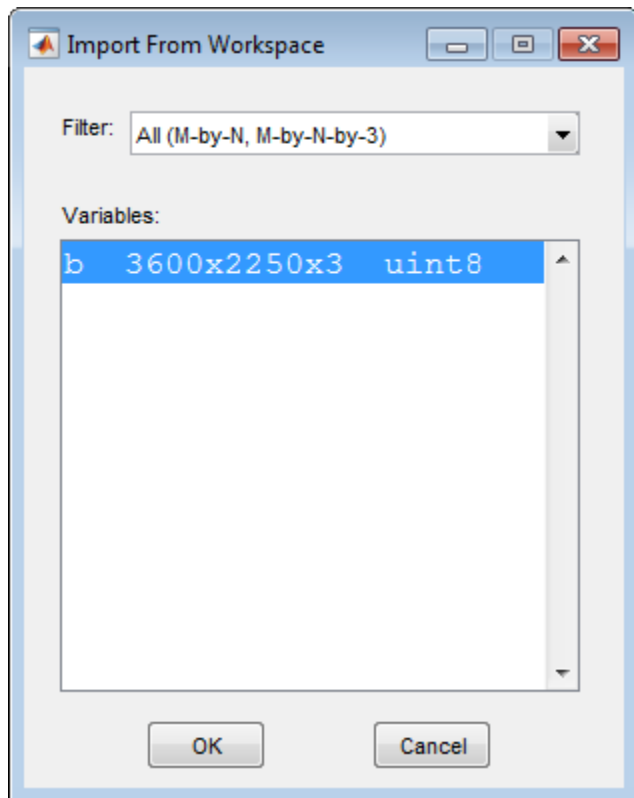 Import From Workspace
Filter: All (M-by-N, M-by-N-by-3)
Variables:
b 3600x2250x3 uint8
OK Cancel